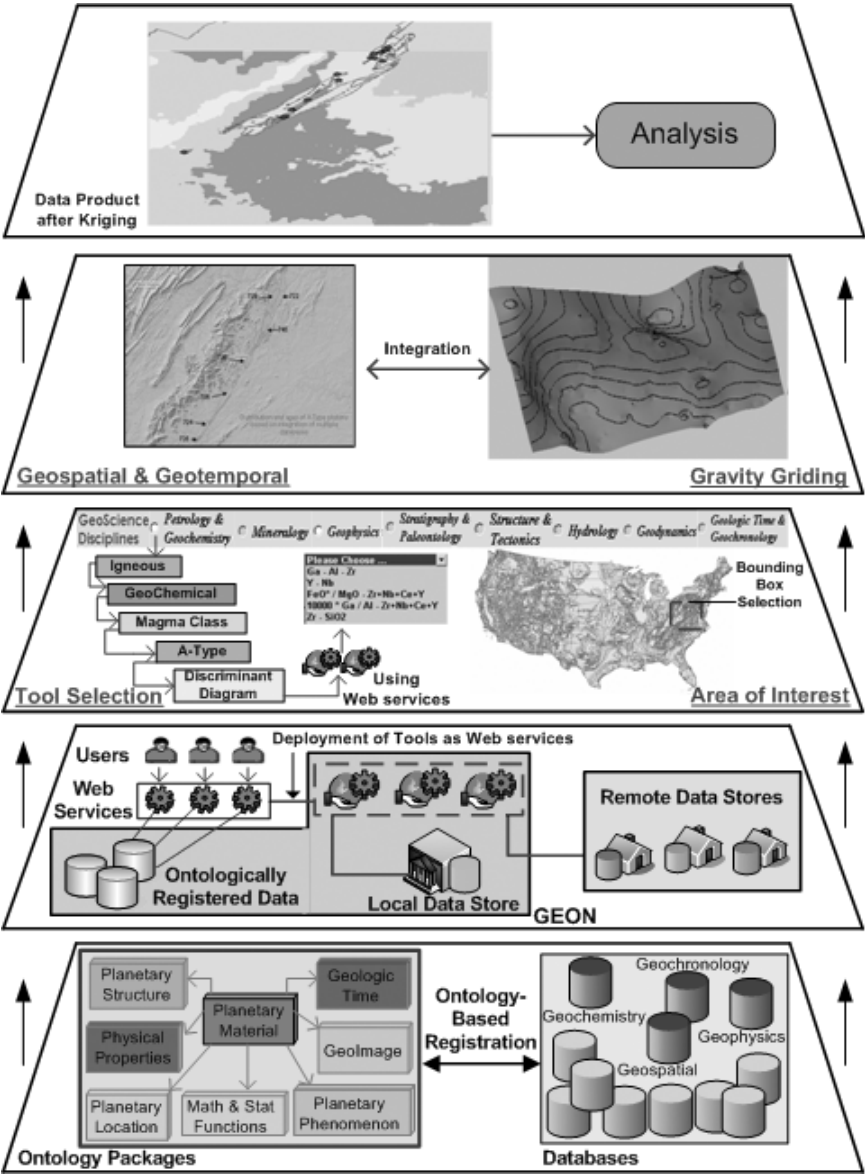 Analysis
Data Product
after Kriging
Integration
Geospatial & Geotemporal
Gravity Griding
GeoScience
Disciplines
Petrology &
Geochemistry
Mineralogy
Geophysics
Stratigraphy &
Paleontology
Structure &
Tectonics
Hydrology
Geodynamics
Geologic Time &
Geochronology
Igneous
GeoChemical
Magma Class
A-Type
Discriminant
Diagram
Please Choose ...
Ga - Al - Zr
Y - Nb
FeO* / MgO - Zr+Nb+Ce+Y
10000 * Ga / Al - Zr+Nb+Ce+Y
Zr - SiO2
Using
Web services
Bounding
Box
Selection
Tool Selection
Area of Interest
Users
Deployment of Tools as Web services
Web
Services
Remote Data Stores
Ontologically
Registered Data
Local Data Store
GEON
Planetary
Structure
Geologic
Time
Planetary
Material
Physical
Properties
GeoImage
Planetary
Location
Math & Stat
Functions
Planetary
Phenomenon
Ontology Packages
Ontology-
Based
Registration
Geochronology
Geochemistry
Geophysics
Geospatial
Databases